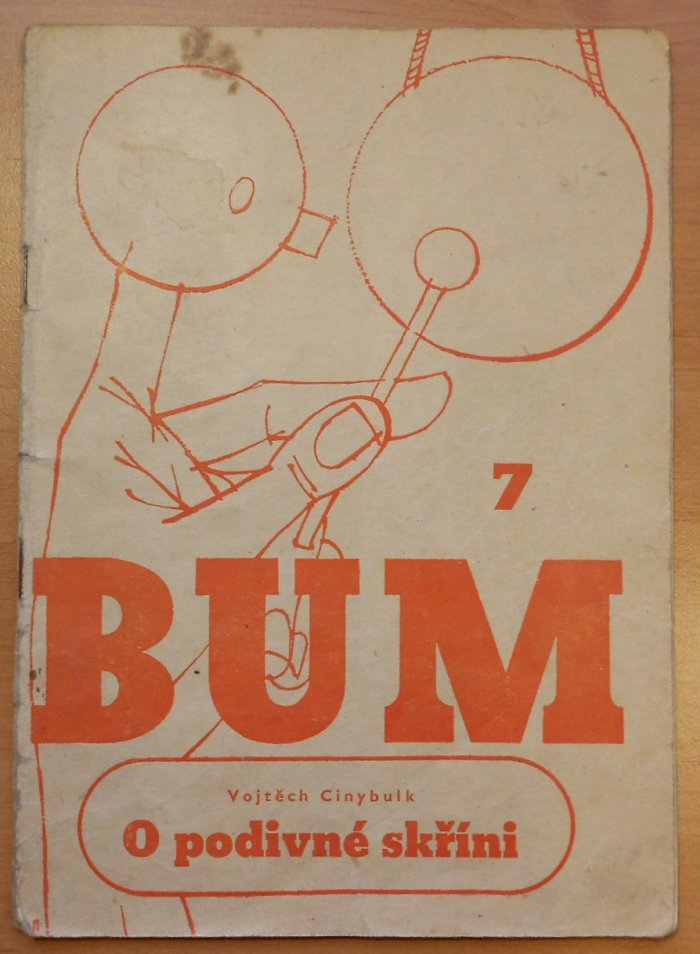 7
BUM
Vojtěch Cinybulk
O podivné skříni